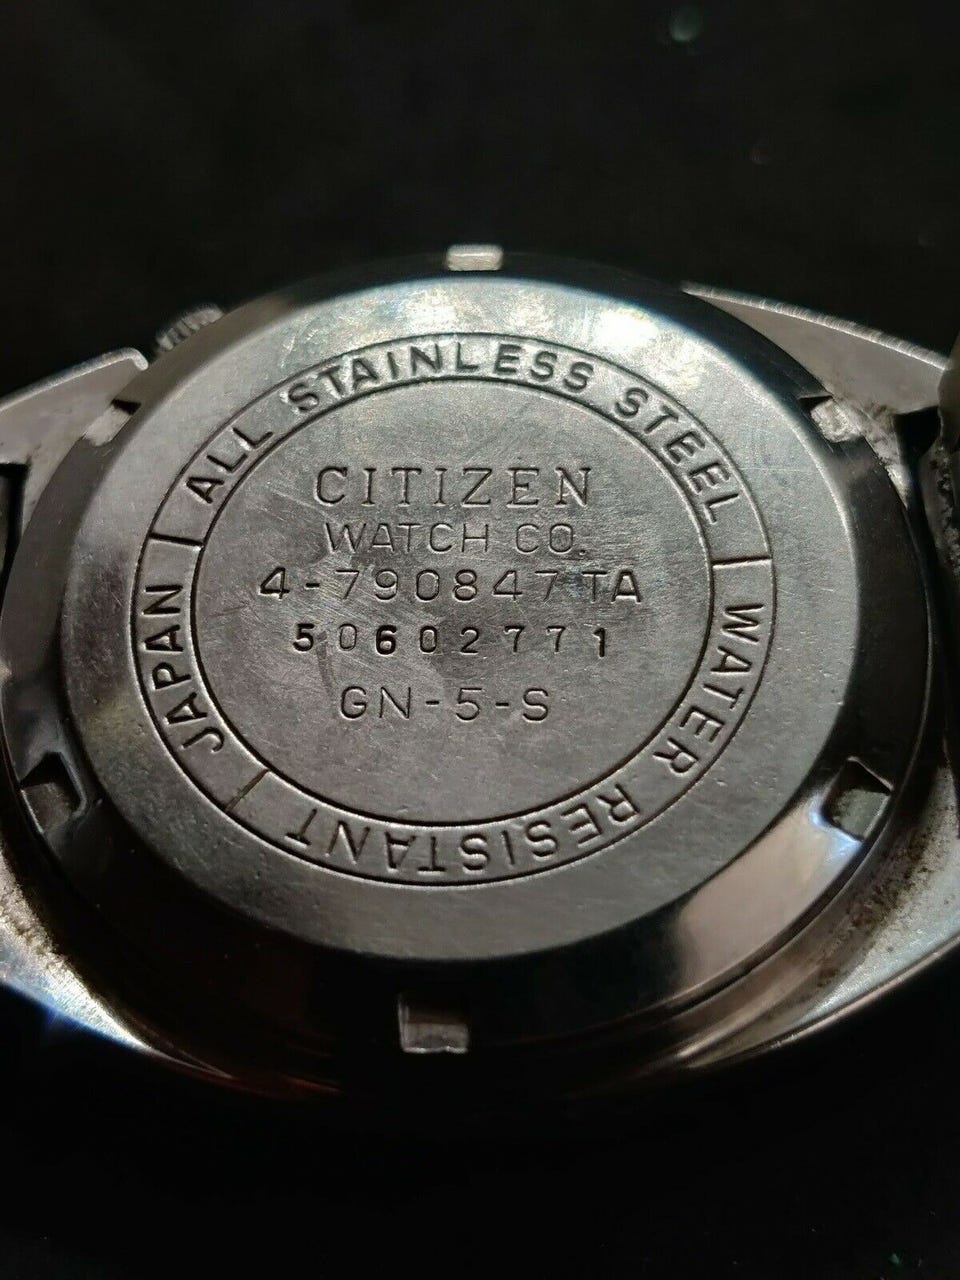 CITIZEN
WATCH CO.
4-790847 TA
50602771
GN-5-S
ALL STAINLESS STEEL | WATER RESISTANT | JAPAN |